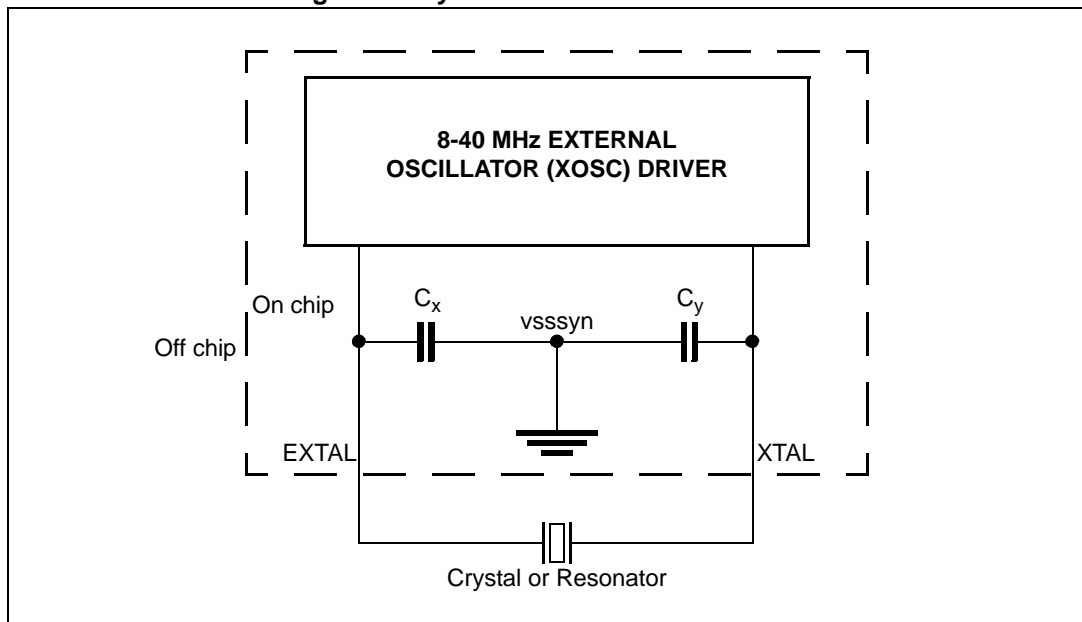 8-40 MHz EXTERNAL
OSCILLATOR (XOSC) DRIVER
On chip
Cx
vsssyn
Cy
Off chip
EXTAL
XTAL
Crystal or Resonator